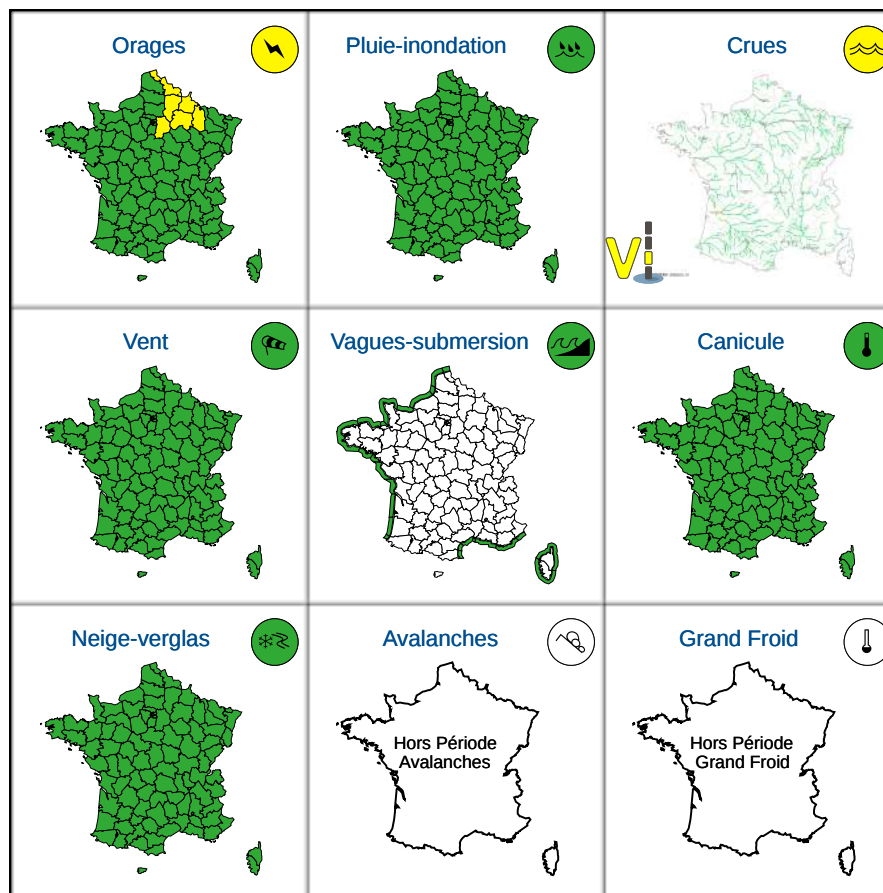 Orages
Pluie-inondation
Crues
Vent
Vagues-submersion
Canicule
Neige-verglas
Avalanches
Grand Froid
Hors Période
Avalanches
Hors Période
Grand Froid